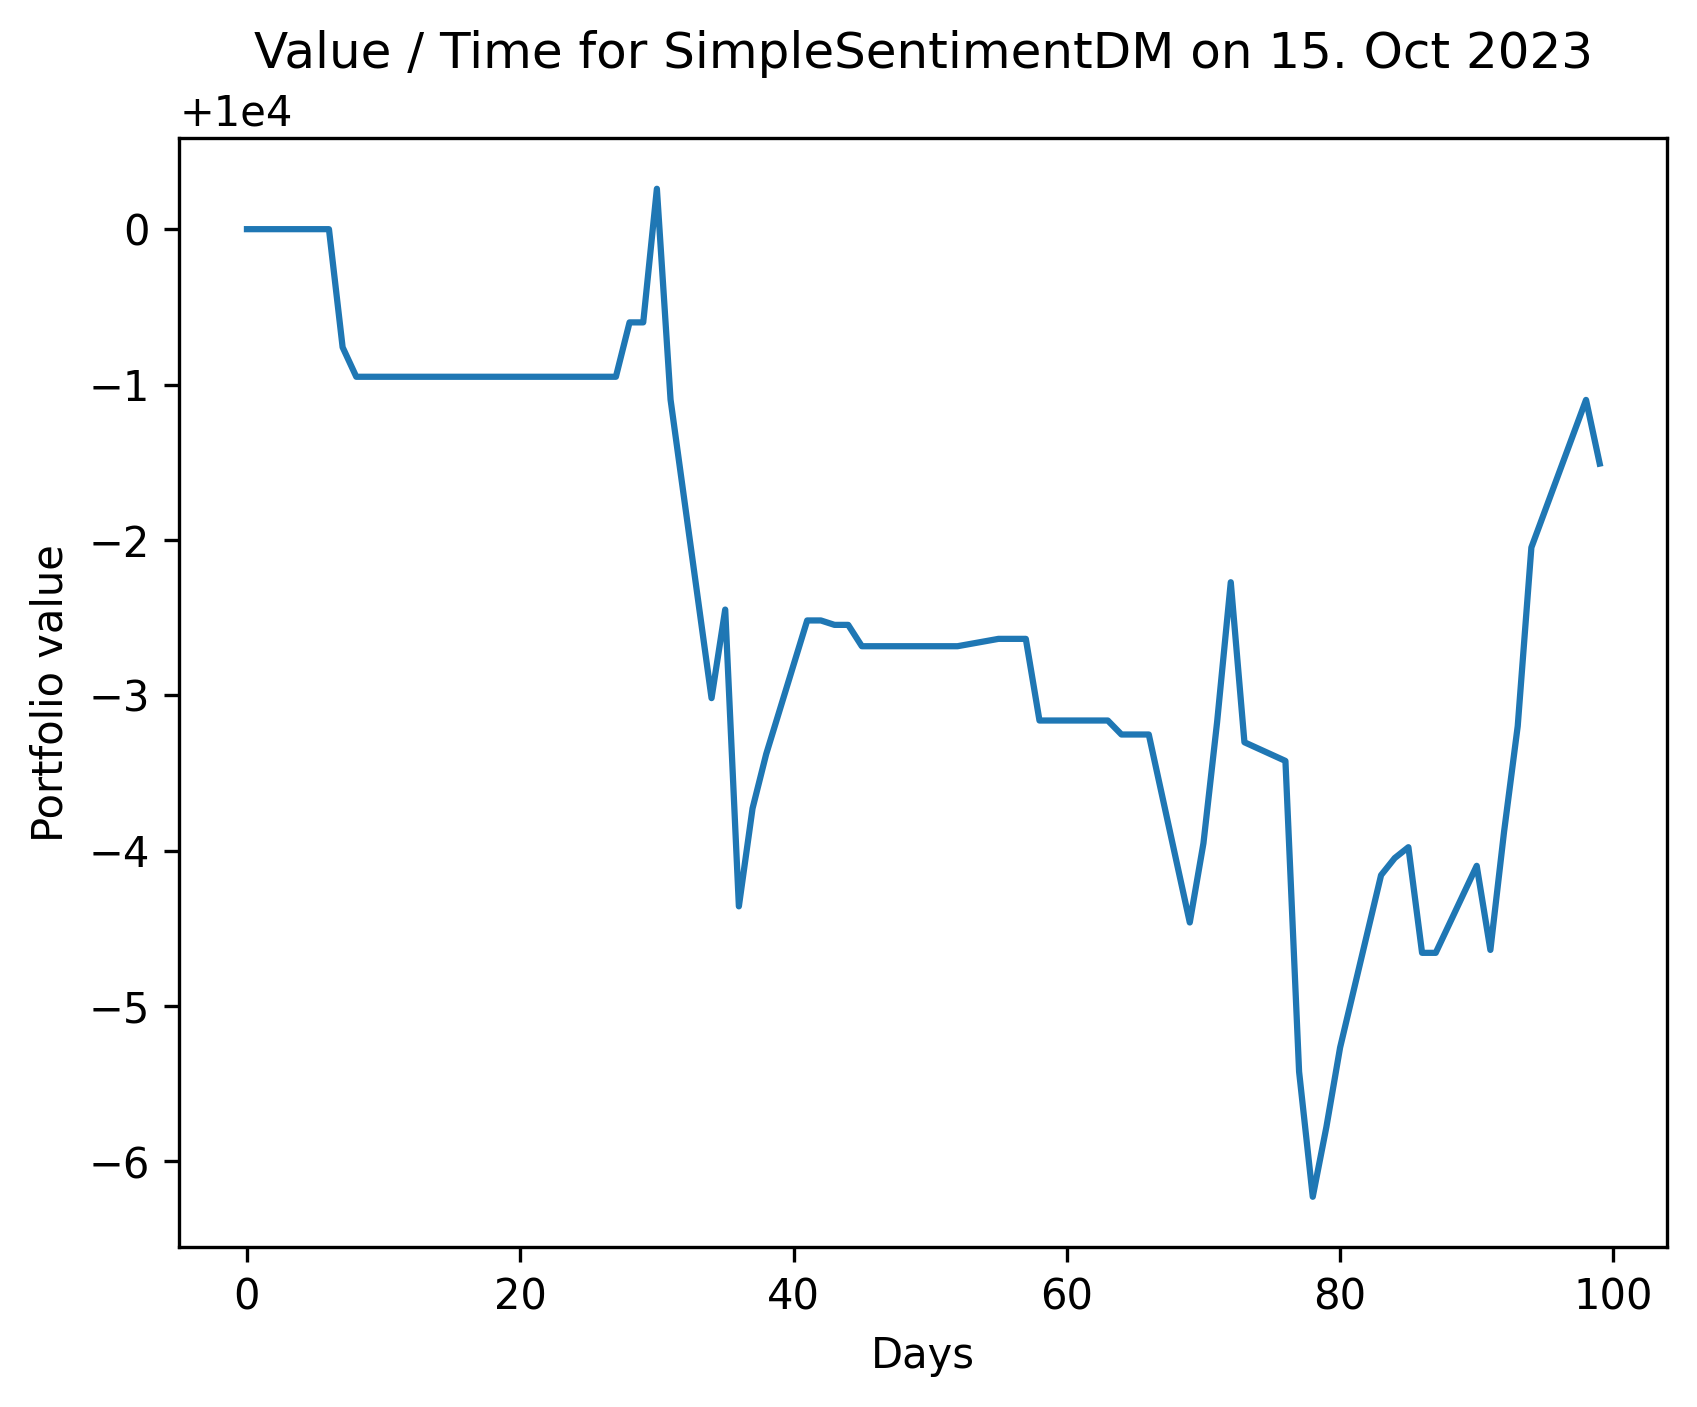 Value / Time for SimpleSentimentDM on 15. Oct 2023
+1e4
0
−1
−2
−3
−4
−5
−6
Portfolio value
0 20 40 60 80 100
Days